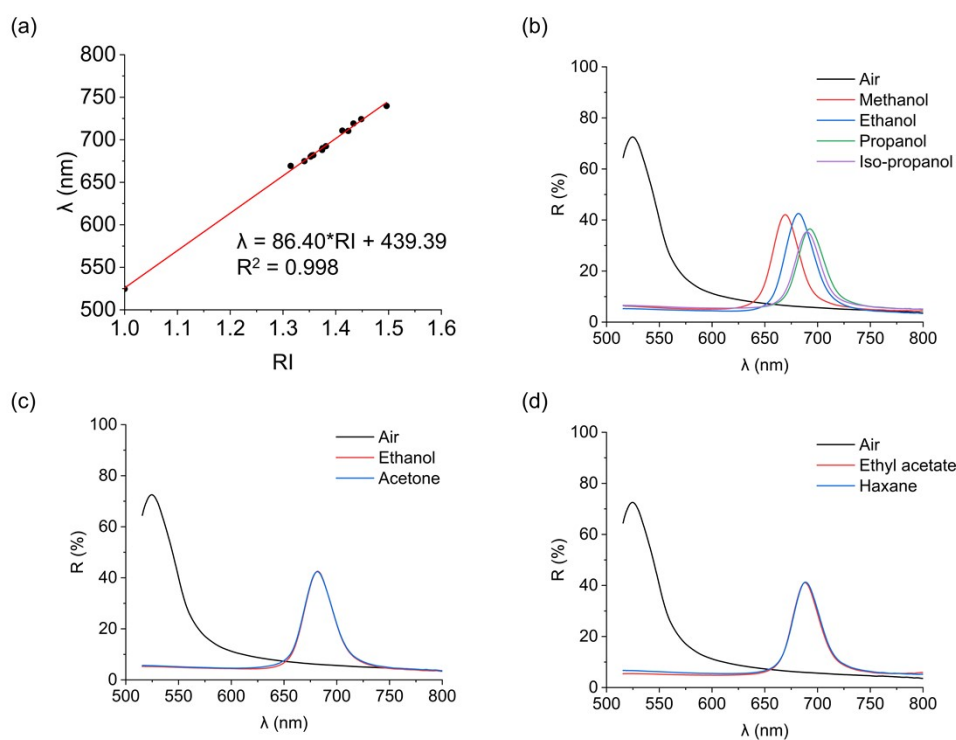 (a)
800
750
700
650
600
550
500
λ (nm)
λ = 86.40*RI + 439.39
R² = 0.998
1.0 1.1 1.2 1.3 1.4 1.5 1.6
RI
(b)
100
80
60
40
20
0
R (%)
Air
Methanol
Ethanol
Propanol
Iso-propanol
500 550 600 650 700 750 800
λ (nm)
(c)
100
80
60
40
20
0
R (%)
Air
Ethanol
Acetone
500 550 600 650 700 750 800
λ (nm)
(d)
100
80
60
40
20
0
R (%)
Air
Ethyl acetate
Haxane
500 550 600 650 700 750 800
λ (nm)